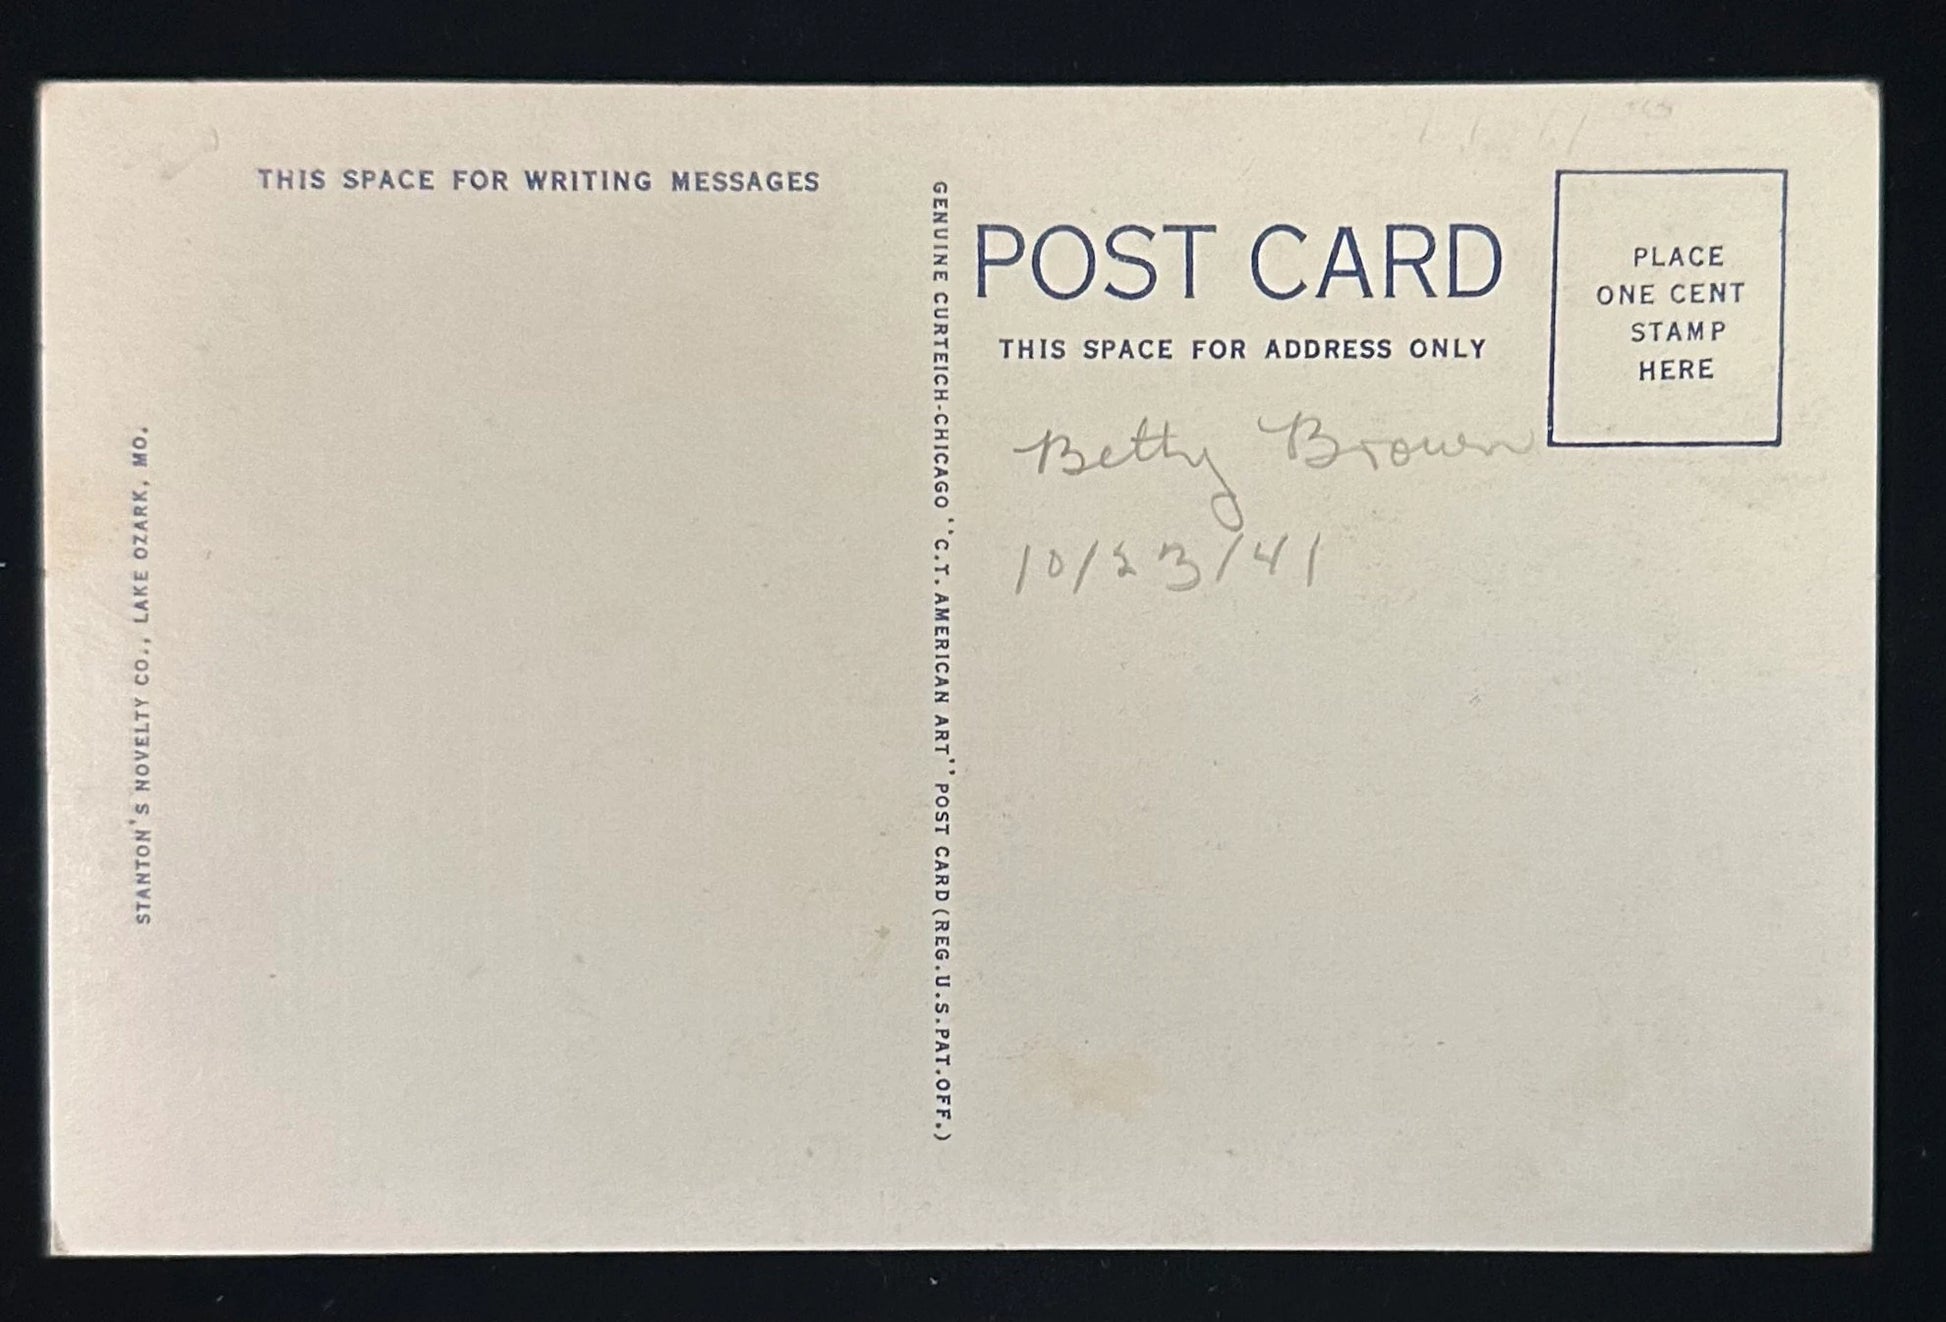 THIS SPACE FOR WRITING MESSAGES
STANTON'S NOVELTY CO., LAKE OZARK, MO.
GENUINE CURTEICH-CHICAGO "C.T. AMERICAN ART" POST CARD (REG. U.S. PAT. OFF.)
POST CARD
THIS SPACE FOR ADDRESS ONLY
PLACE
ONE CENT
STAMP
HERE
Betty Brown
10/23/41